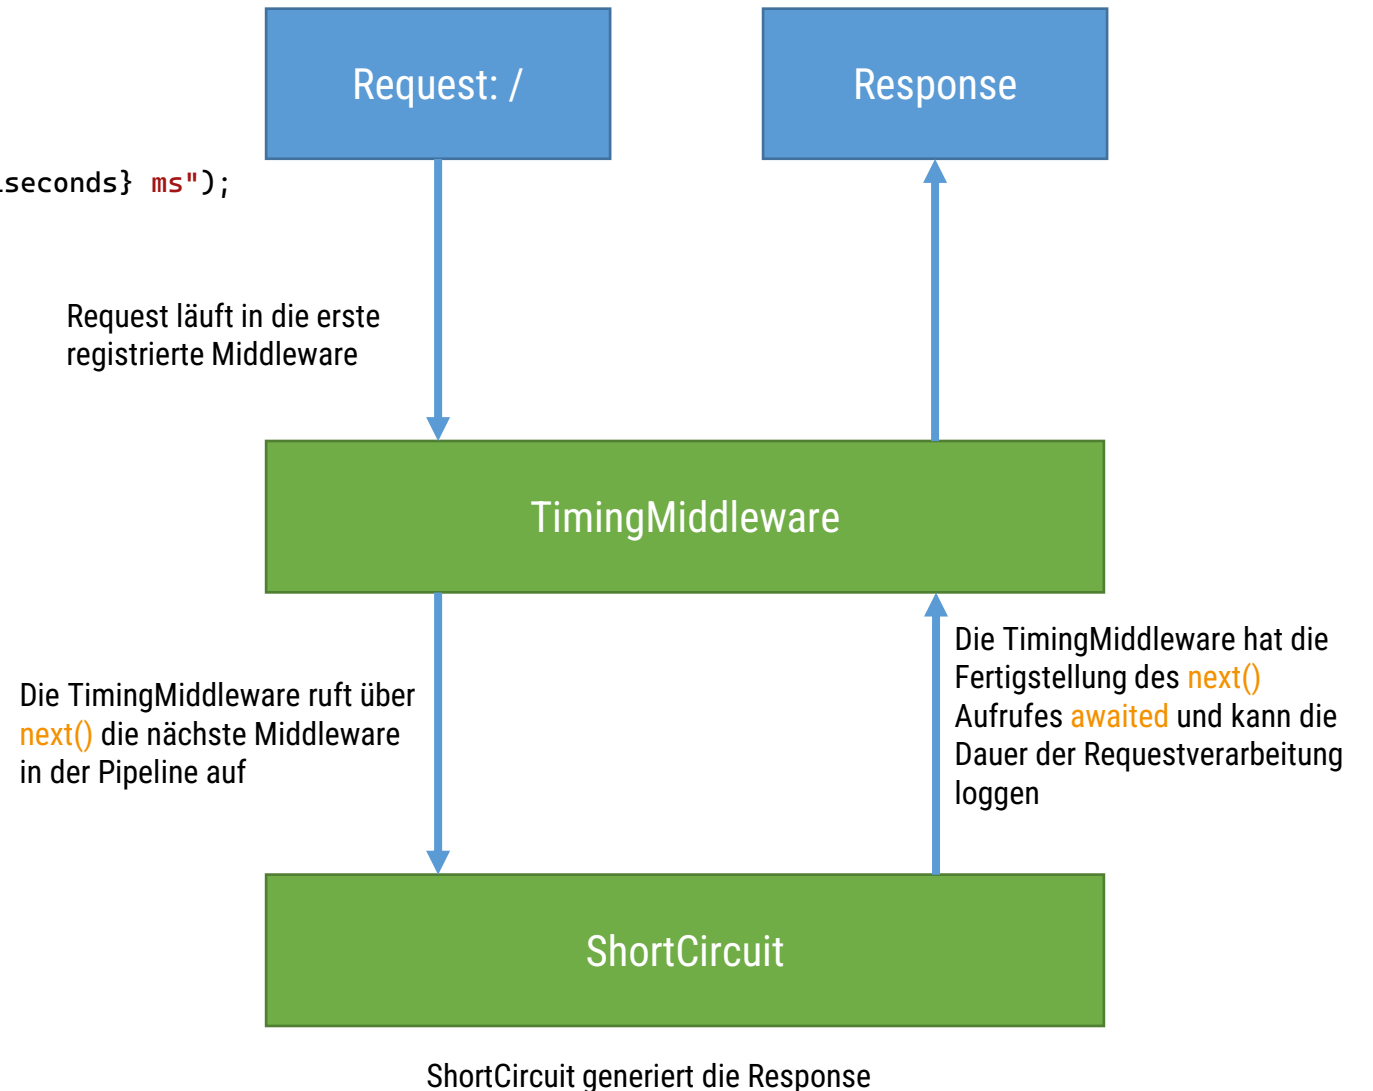 Request: /
Response
seconds} ms");
Request läuft in die erste
registrierte Middleware
TimingMiddleware
Die TimingMiddleware ruft über
next() die nächste Middleware
in der Pipeline auf
Die TimingMiddleware hat die
Fertigstellung des next()
Aufrufes awaited und kann die
Dauer der Requestverarbeitung
loggen
ShortCircuit
ShortCircuit generiert die Response